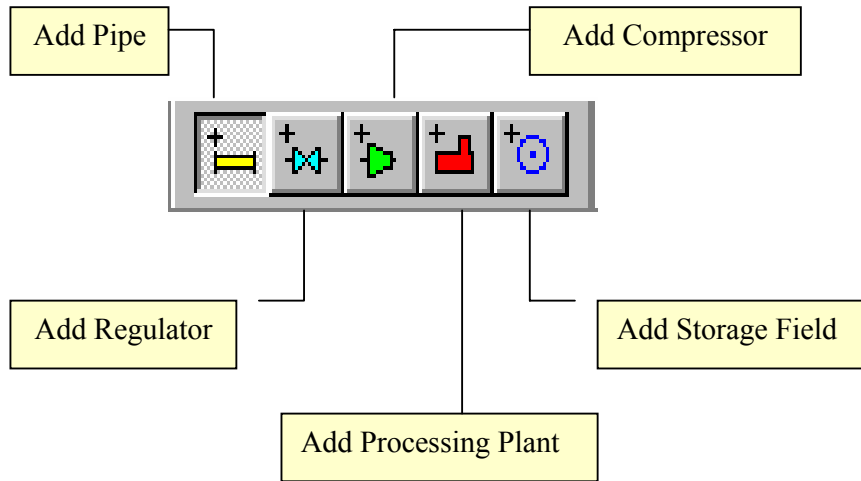 Add Pipe
Add Compressor
Add Regulator
Add Storage Field
Add Processing Plant